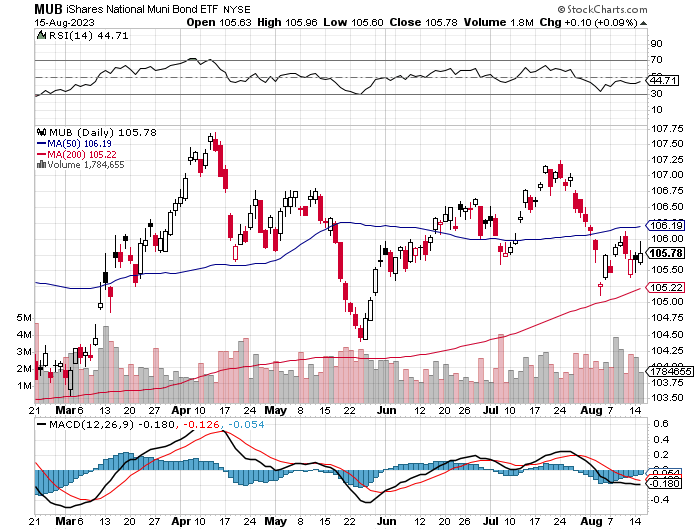 MUB iShares National Muni Bond ETF NYSE © StockCharts.com
15-Aug-2023 Open 105.63 High 105.96 Low 105.60 Close 105.78 Volume 1.8M Chg +0.10 (+0.09%)
RSI(14) 44.71
90
70
50
44.71
30
10
MUB (Daily) 105.78
MA(50) 106.19
MA(200) 105.22
Volume 1,784,655
107.75
107.50
107.25
107.00
106.75
106.50
106.19
106.00
105.78
105.50
105.22
105.00
104.75
104.50
104.25
104.00
1784655
103.75
103.50
5M
4M
3M
2M
1M
21 Mar 6 13 20 27 Apr 10 17 24 May 8 15 22 Jun 12 20 26 Jul 10 17 24 Aug 7 14
MACD(12,26,9) -0.180, -0.126, -0.054
0.6
0.4
0.2
0.0
-0.054
-0.180
-0.4
21 Mar 6 13 20 27 Apr 10 17 24 May 8 15 22 Jun 12 20 26 Jul 10 17 24 Aug 7 14